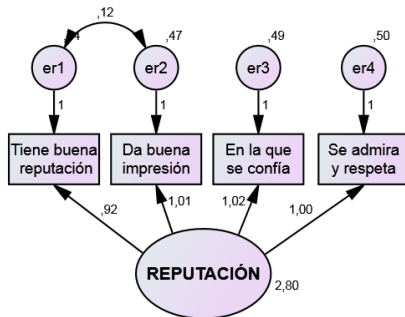 ,12
,47
,49
,50
er1
er2
er3
er4
1
1
1
1
Tiene buena
reputación
Da buena
impresión
En la que
se confía
Se admira
y respeta
,92
1,01
1,02
1,00
REPUTACIÓN
2,80